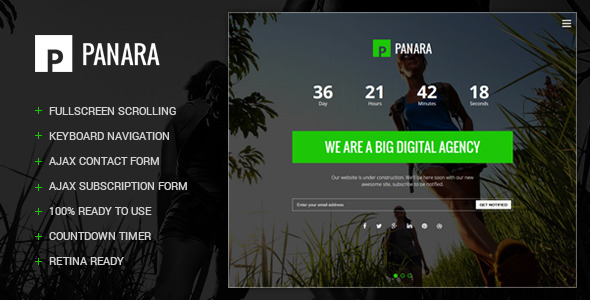 P PANARA
+ FULLSCREEN SCROLLING
+ KEYBOARD NAVIGATION
+ AJAX CONTACT FORM
+ AJAX SUBSCRIPTION FORM
+ 100% READY TO USE
+ COUNTDOWN TIMER
+ RETINA READY
P PANARA
36 21 42 18
Day Hours Minutes Seconds
WE ARE A BIG DIGITAL AGENCY
Our website is under construction. We'll be here soon with our new
awesome site, subscribe to be notified.
Enter your email address GET NOTIFIED